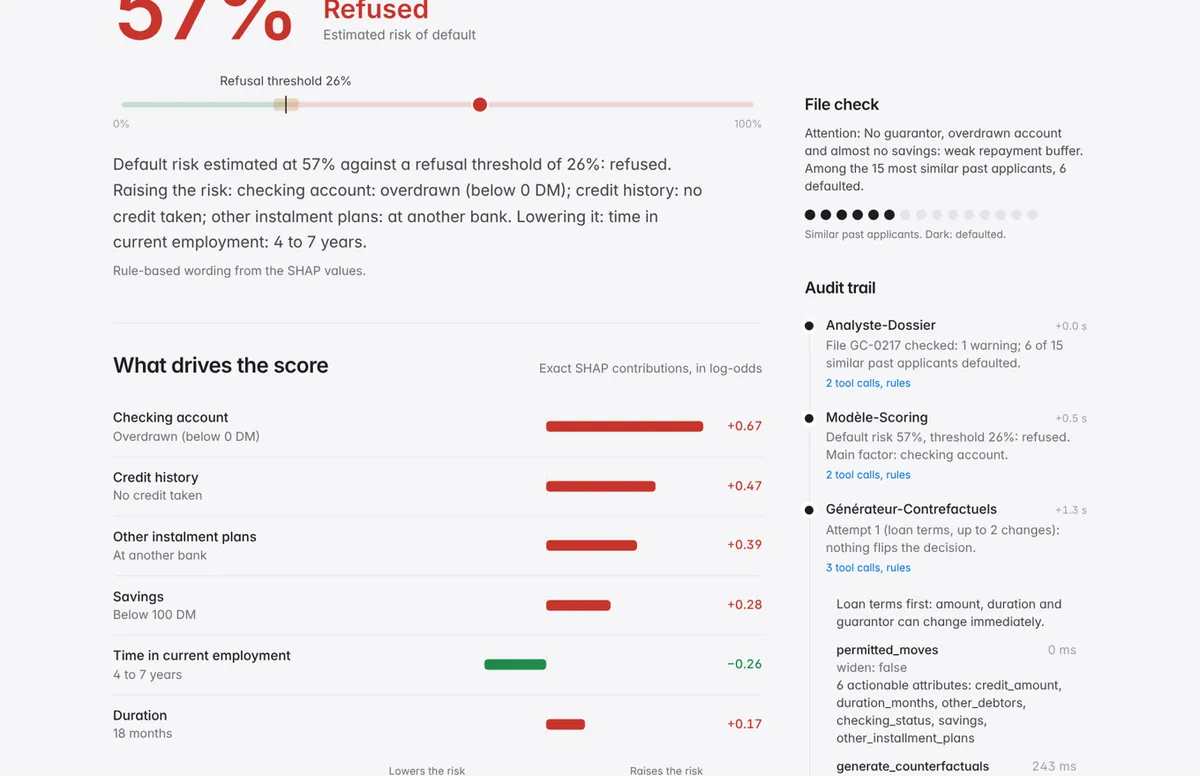 57%
Refused
Estimated risk of default
Refusal threshold 26%
0%
100%
Default risk estimated at 57% against a refusal threshold of 26%: refused.
Raising the risk: checking account: overdrawn (below 0 DM); credit history: no
credit taken; other instalment plans: at another bank. Lowering it: time in
current employment: 4 to 7 years.
Rule-based wording from the SHAP values.
What drives the score
Exact SHAP contributions, in log-odds
Checking account
Overdrawn (below 0 DM)
+0.67
Credit history
No credit taken
+0.47
Other instalment plans
At another bank
+0.39
Savings
Below 100 DM
+0.28
Time in current employment
4 to 7 years
−0.26
Duration
18 months
+0.17
Lowers the risk
Raises the risk
File check
Attention: No guarantor, overdrawn account
and almost no savings: weak repayment buffer.
Among the 15 most similar past applicants, 6
defaulted.
Similar past applicants. Dark: defaulted.
Audit trail
Analyste-Dossier
+0.0 s
File GC-0217 checked: 1 warning; 6 of 15
similar past applicants defaulted.
2 tool calls, rules
Modèle-Scoring
+0.5 s
Default risk 57%, threshold 26%: refused.
Main factor: checking account.
2 tool calls, rules
Générateur-Contrefactuels
+1.3 s
Attempt 1 (loan terms, up to 2 changes):
nothing flips the decision.
3 tool calls, rules
Loan terms first: amount, duration and
guarantor can change immediately.
permitted_moves
0 ms
widen: false
6 actionable attributes: credit_amount,
duration_months, other_debtors,
checking_status, savings,
other_installment_plans
generate_counterfactuals
243 ms